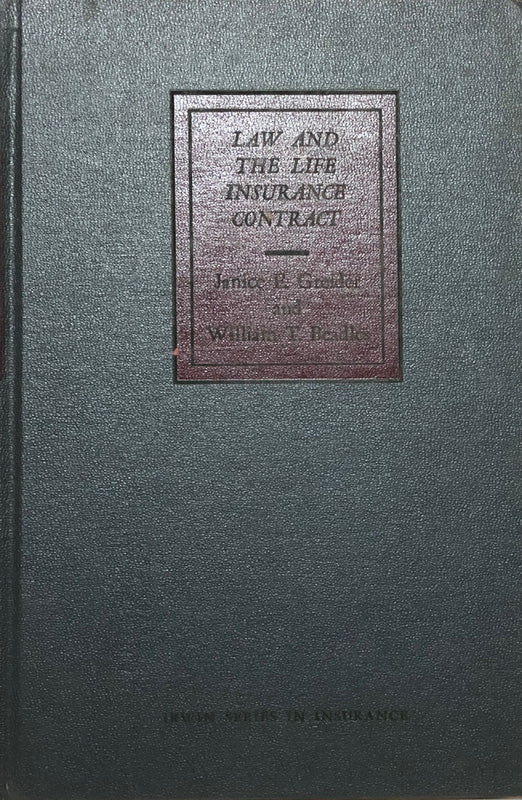 LAW AND
THE LIFE
INSURANCE
CONTRACT
Janice E. Greider
and
William T. Beadles
IRWIN SERIES IN INSURANCE